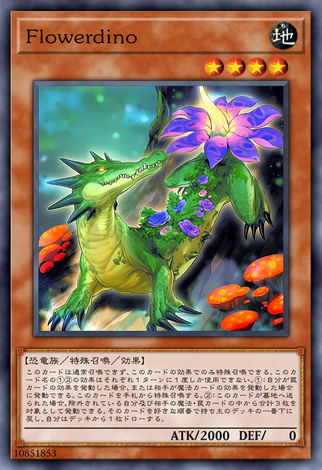 Flowerdino
地
【恐竜族／特殊召喚／効果】
このカードは通常召喚できず、このカードの効果でのみ特殊召喚できる。このカード名の①②の効果はそれぞれ１ターンに１度しか使用できない。①：自分が罠カードの効果を発動した場合、または相手が魔法カードの効果を発動した場合に発動できる。このカードを手札から特殊召喚する。②：このカードが墓地へ送られた場合、除外されている自分及び相手の魔法・罠カードの中から合計３枚を対象として発動できる。そのカードを好きな順番で持ち主のデッキの一番下に戻し、自分はデッキから１枚ドローする。
ATK/2000 DEF/ 0
10851853